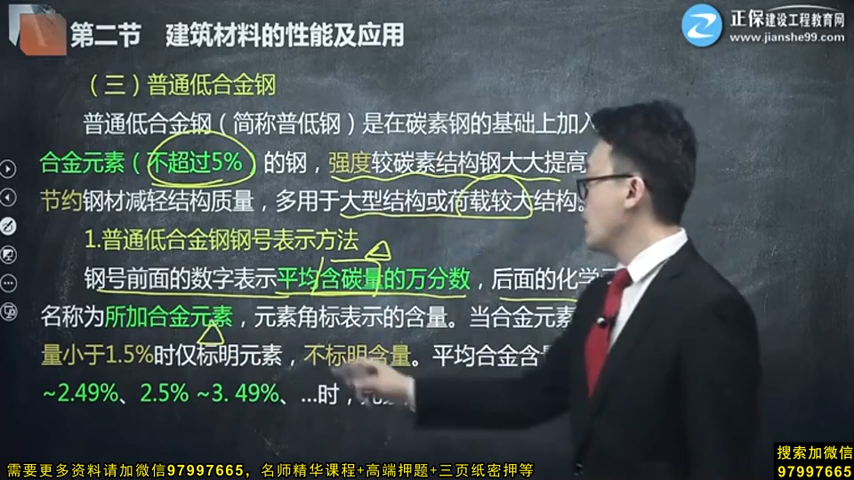 第二节 建筑材料的性能及应用
正保建设工程教育网
www.jianshe99.com
（三）普通低合金钢
普通低合金钢（简称普低钢）是在碳素钢的基础上加入
合金元素（不超过5%）的钢，强度较碳素结构钢大大提高
节约钢材减轻结构质量，多用于大型结构或荷载较大结构。
1.普通低合金钢钢号表示方法
钢号前面的数字表示平均含碳量的万分数，后面的化学
名称为所加合金元素，元素角标表示的含量。当合金元素
量小于1.5%时仅标明元素，不标明含量。平均合金含
~2.49%、2.5% ~3. 49%、…时，
需要更多资料请加微信97997665，名师精华课程+高端押题+三页纸密押等
搜索加微信
97997665